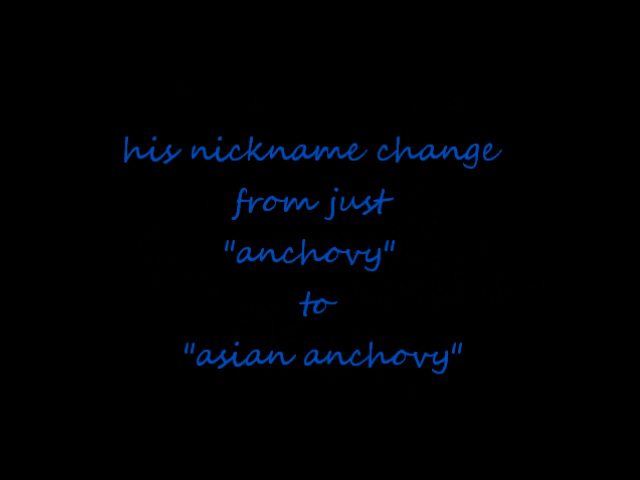 his nickname change
from just
"anchovy"
to
"asian anchovy"